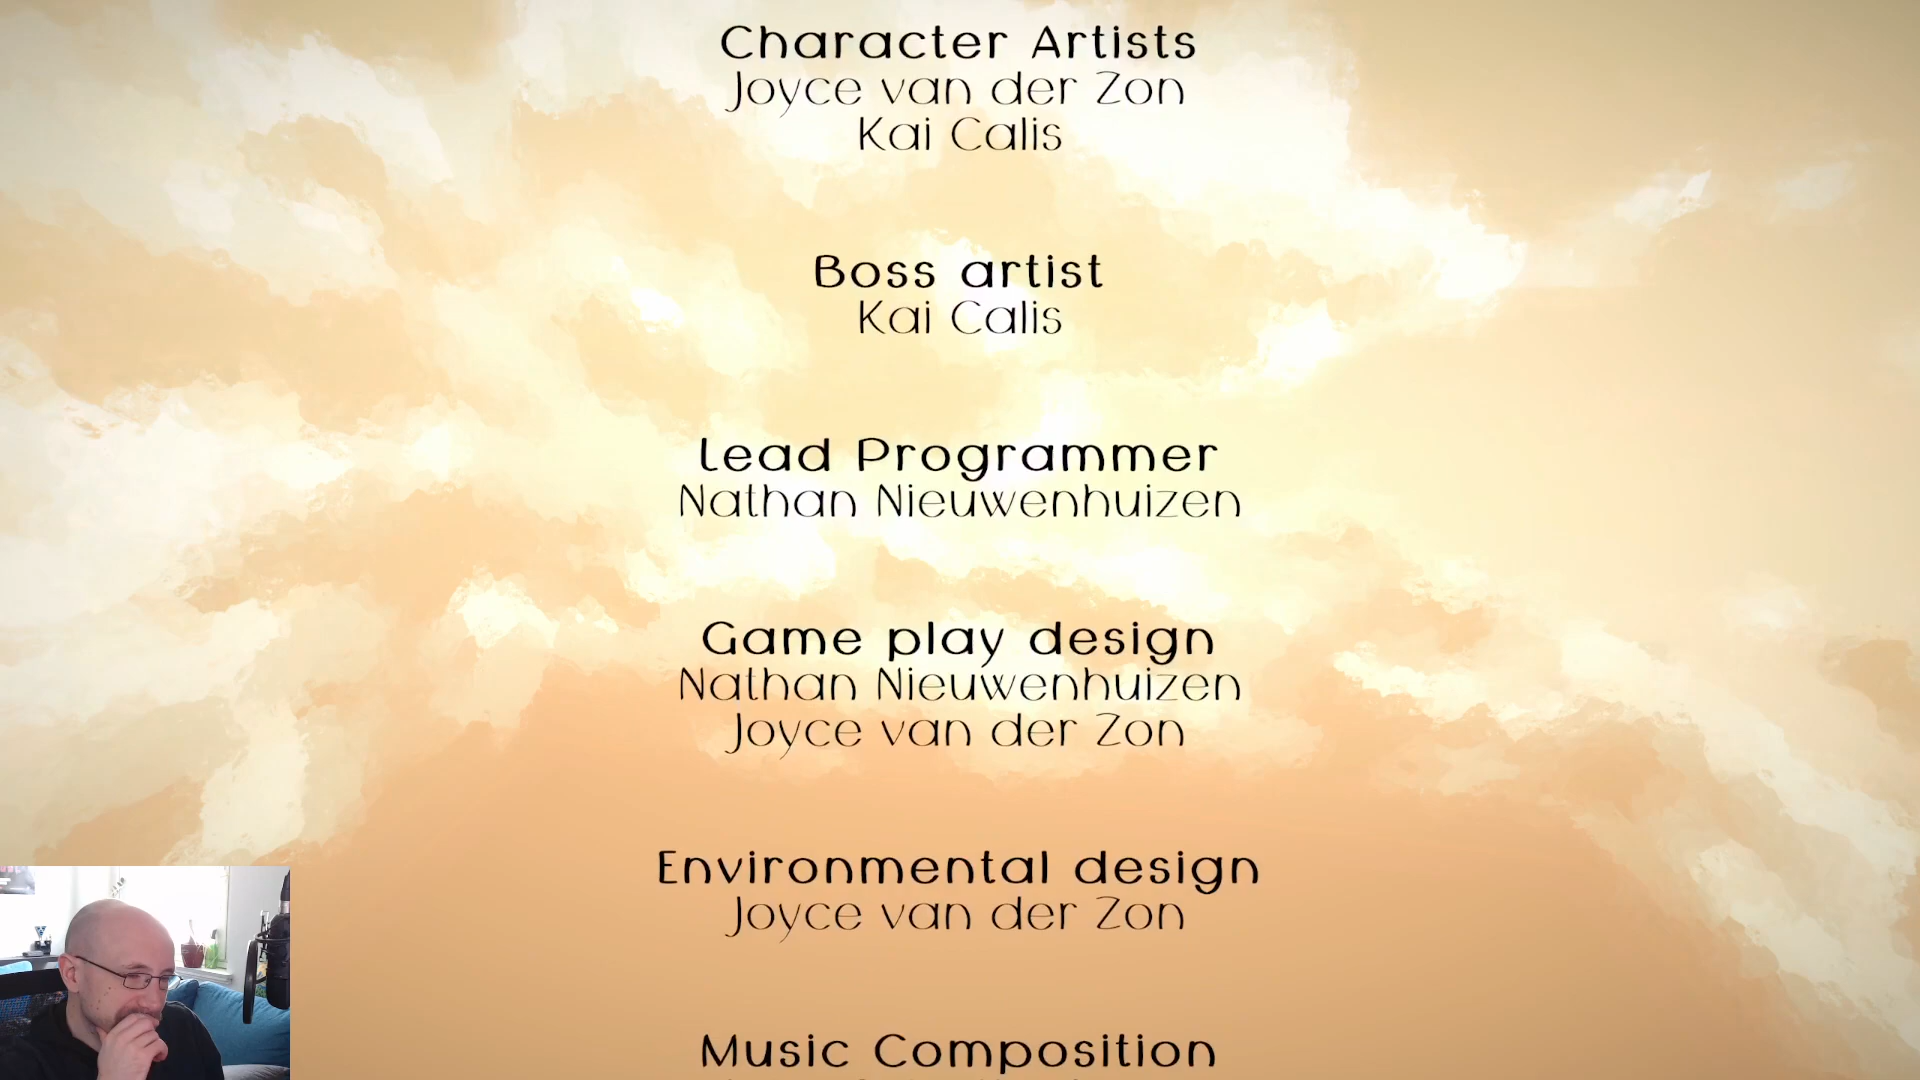 Character Artists
Joyce van der Zon
Kai Calis
Boss artist
Kai Calis
Lead Programmer
Nathan Nieuwenhuizen
Game play design
Nathan Nieuwenhuizen
Joyce van der Zon
Environmental design
Joyce van der Zon
Music Composition